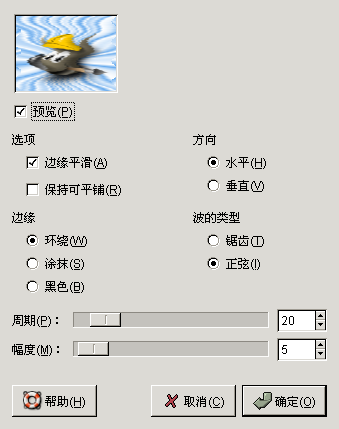 预览(P)
选项
方向
边缘平滑(A)
水平(H)
保持可平铺(R)
垂直(V)
边缘
波的类型
环绕(W)
锯齿(T)
涂抹(S)
正弦(I)
黑色(B)
周期(P)： 20
幅度(M)： 5
帮助(H) 取消(C) 确定(O)